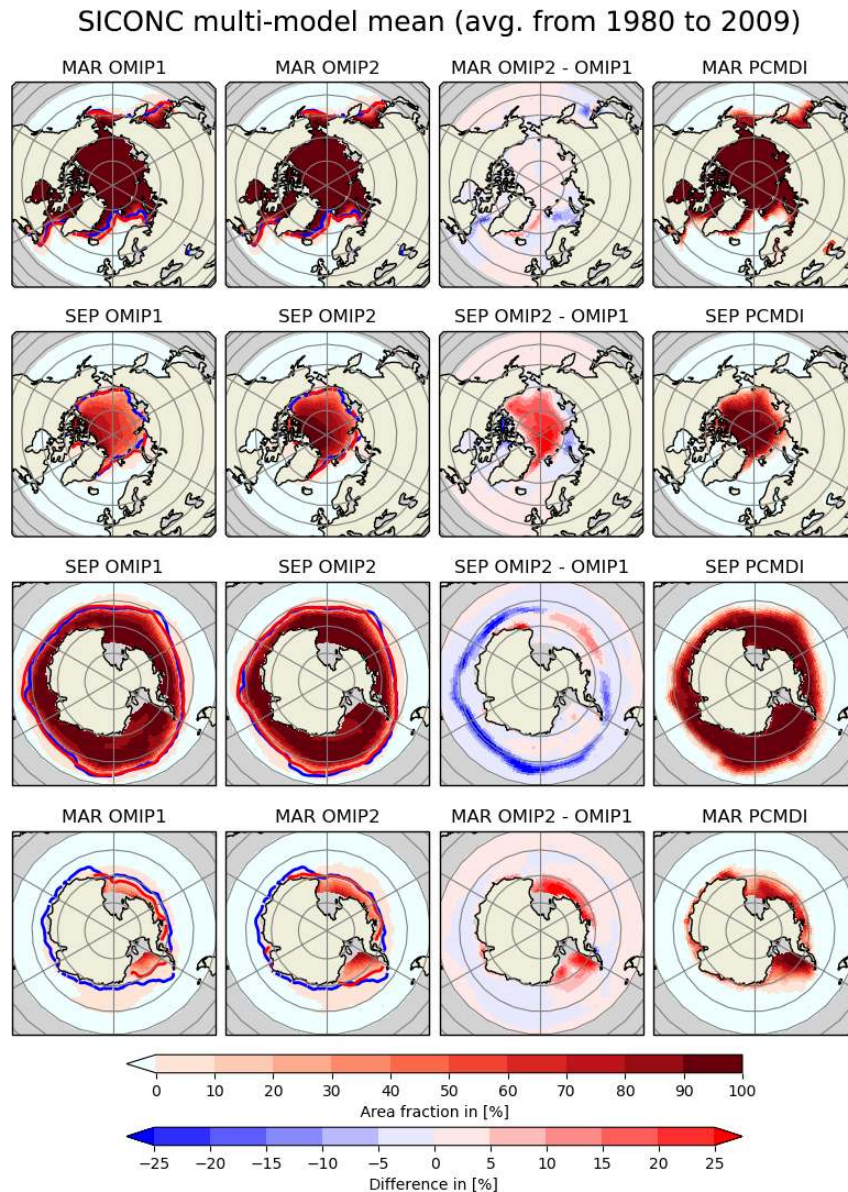 SICONC multi-model mean (avg. from 1980 to 2009)
MAR OMIP1 MAR OMIP2 MAR OMIP2 - OMIP1 MAR PCMDI
SEP OMIP1 SEP OMIP2 SEP OMIP2 - OMIP1 SEP PCMDI
SEP OMIP1 SEP OMIP2 SEP OMIP2 - OMIP1 SEP PCMDI
MAR OMIP1 MAR OMIP2 MAR OMIP2 - OMIP1 MAR PCMDI
0 10 20 30 40 50 60 70 80 90 100
Area fraction in [%]
−25 −20 −15 −10 −5 0 5 10 15 20 25
Difference in [%]